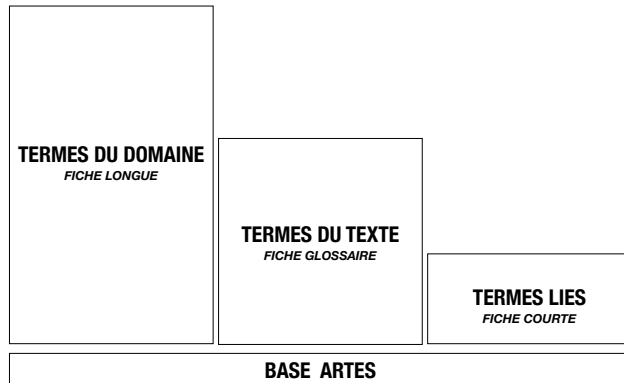 TERMES DU DOMAINE
FICHE LONGUE
TERMES DU TEXTE
FICHE GLOSSAIRE
TERMES LIES
FICHE COURTE
BASE ARTES